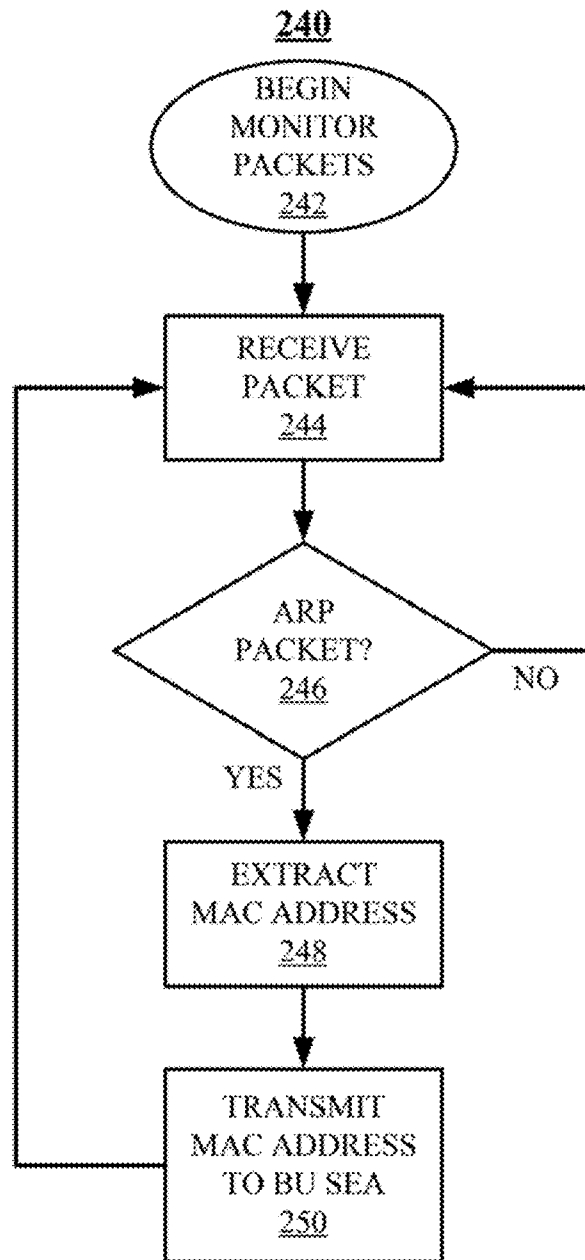 240
BEGIN
MONITOR
PACKETS
242
RECEIVE
PACKET
244
ARP
PACKET?
246
NO
YES
EXTRACT
MAC ADDRESS
248
TRANSMIT
MAC ADDRESS
TO BU SEA
250